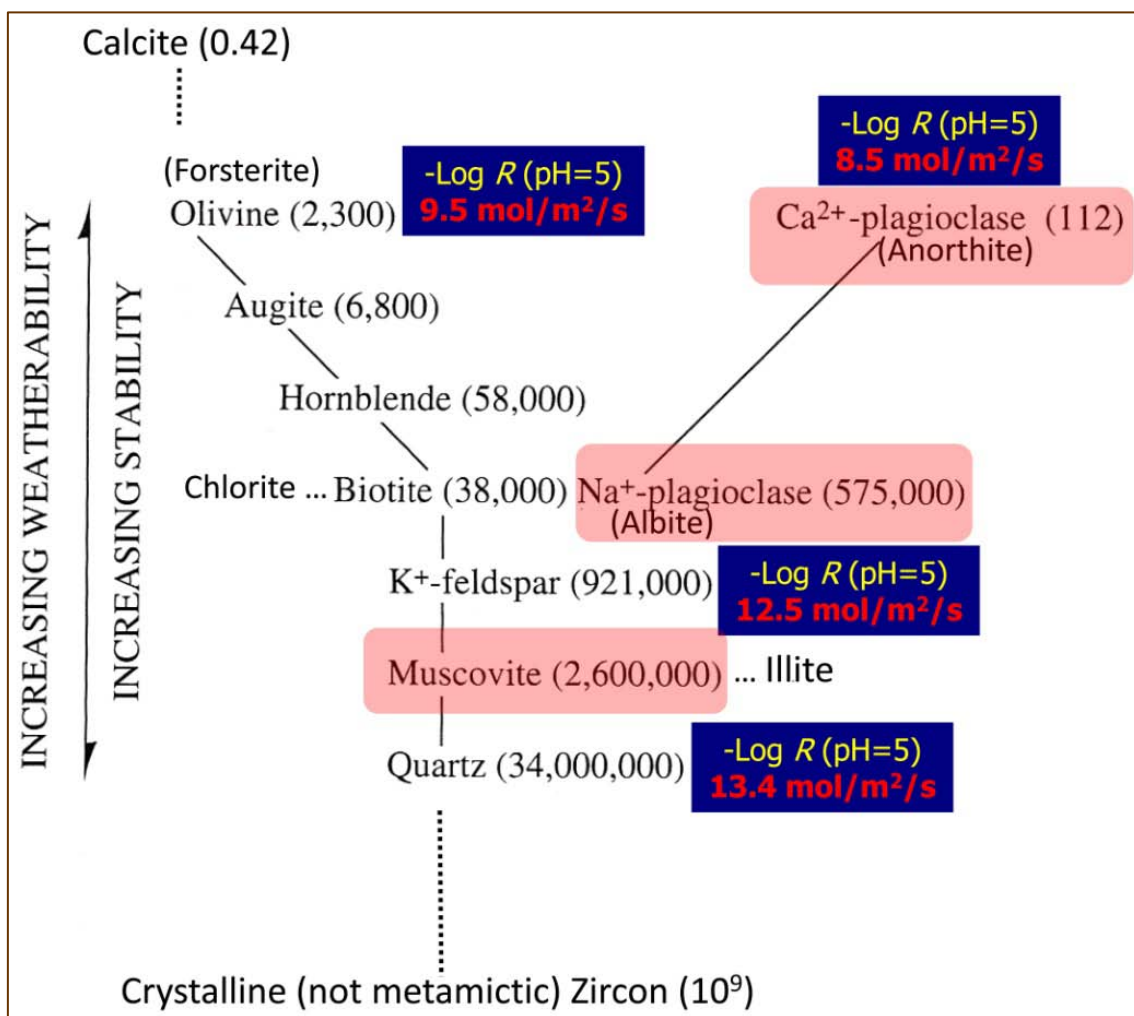 Calcite (0.42)
-Log R (pH=5)
8.5 mol/m²/s
(Forsterite)
-Log R (pH=5)
9.5 mol/m²/s
Olivine (2,300)
Ca²⁺-plagioclase (112)
(Anorthite)
INCREASING WEATHERABILITY
INCREASING STABILITY
Augite (6,800)
Hornblende (58,000)
Chlorite ... Biotite (38,000)
Na⁺-plagioclase (575,000)
(Albite)
K⁺-feldspar (921,000)
-Log R (pH=5)
12.5 mol/m²/s
Muscovite (2,600,000) ... Illite
Quartz (34,000,000)
-Log R (pH=5)
13.4 mol/m²/s
Crystalline (not metamictic) Zircon (10⁹)